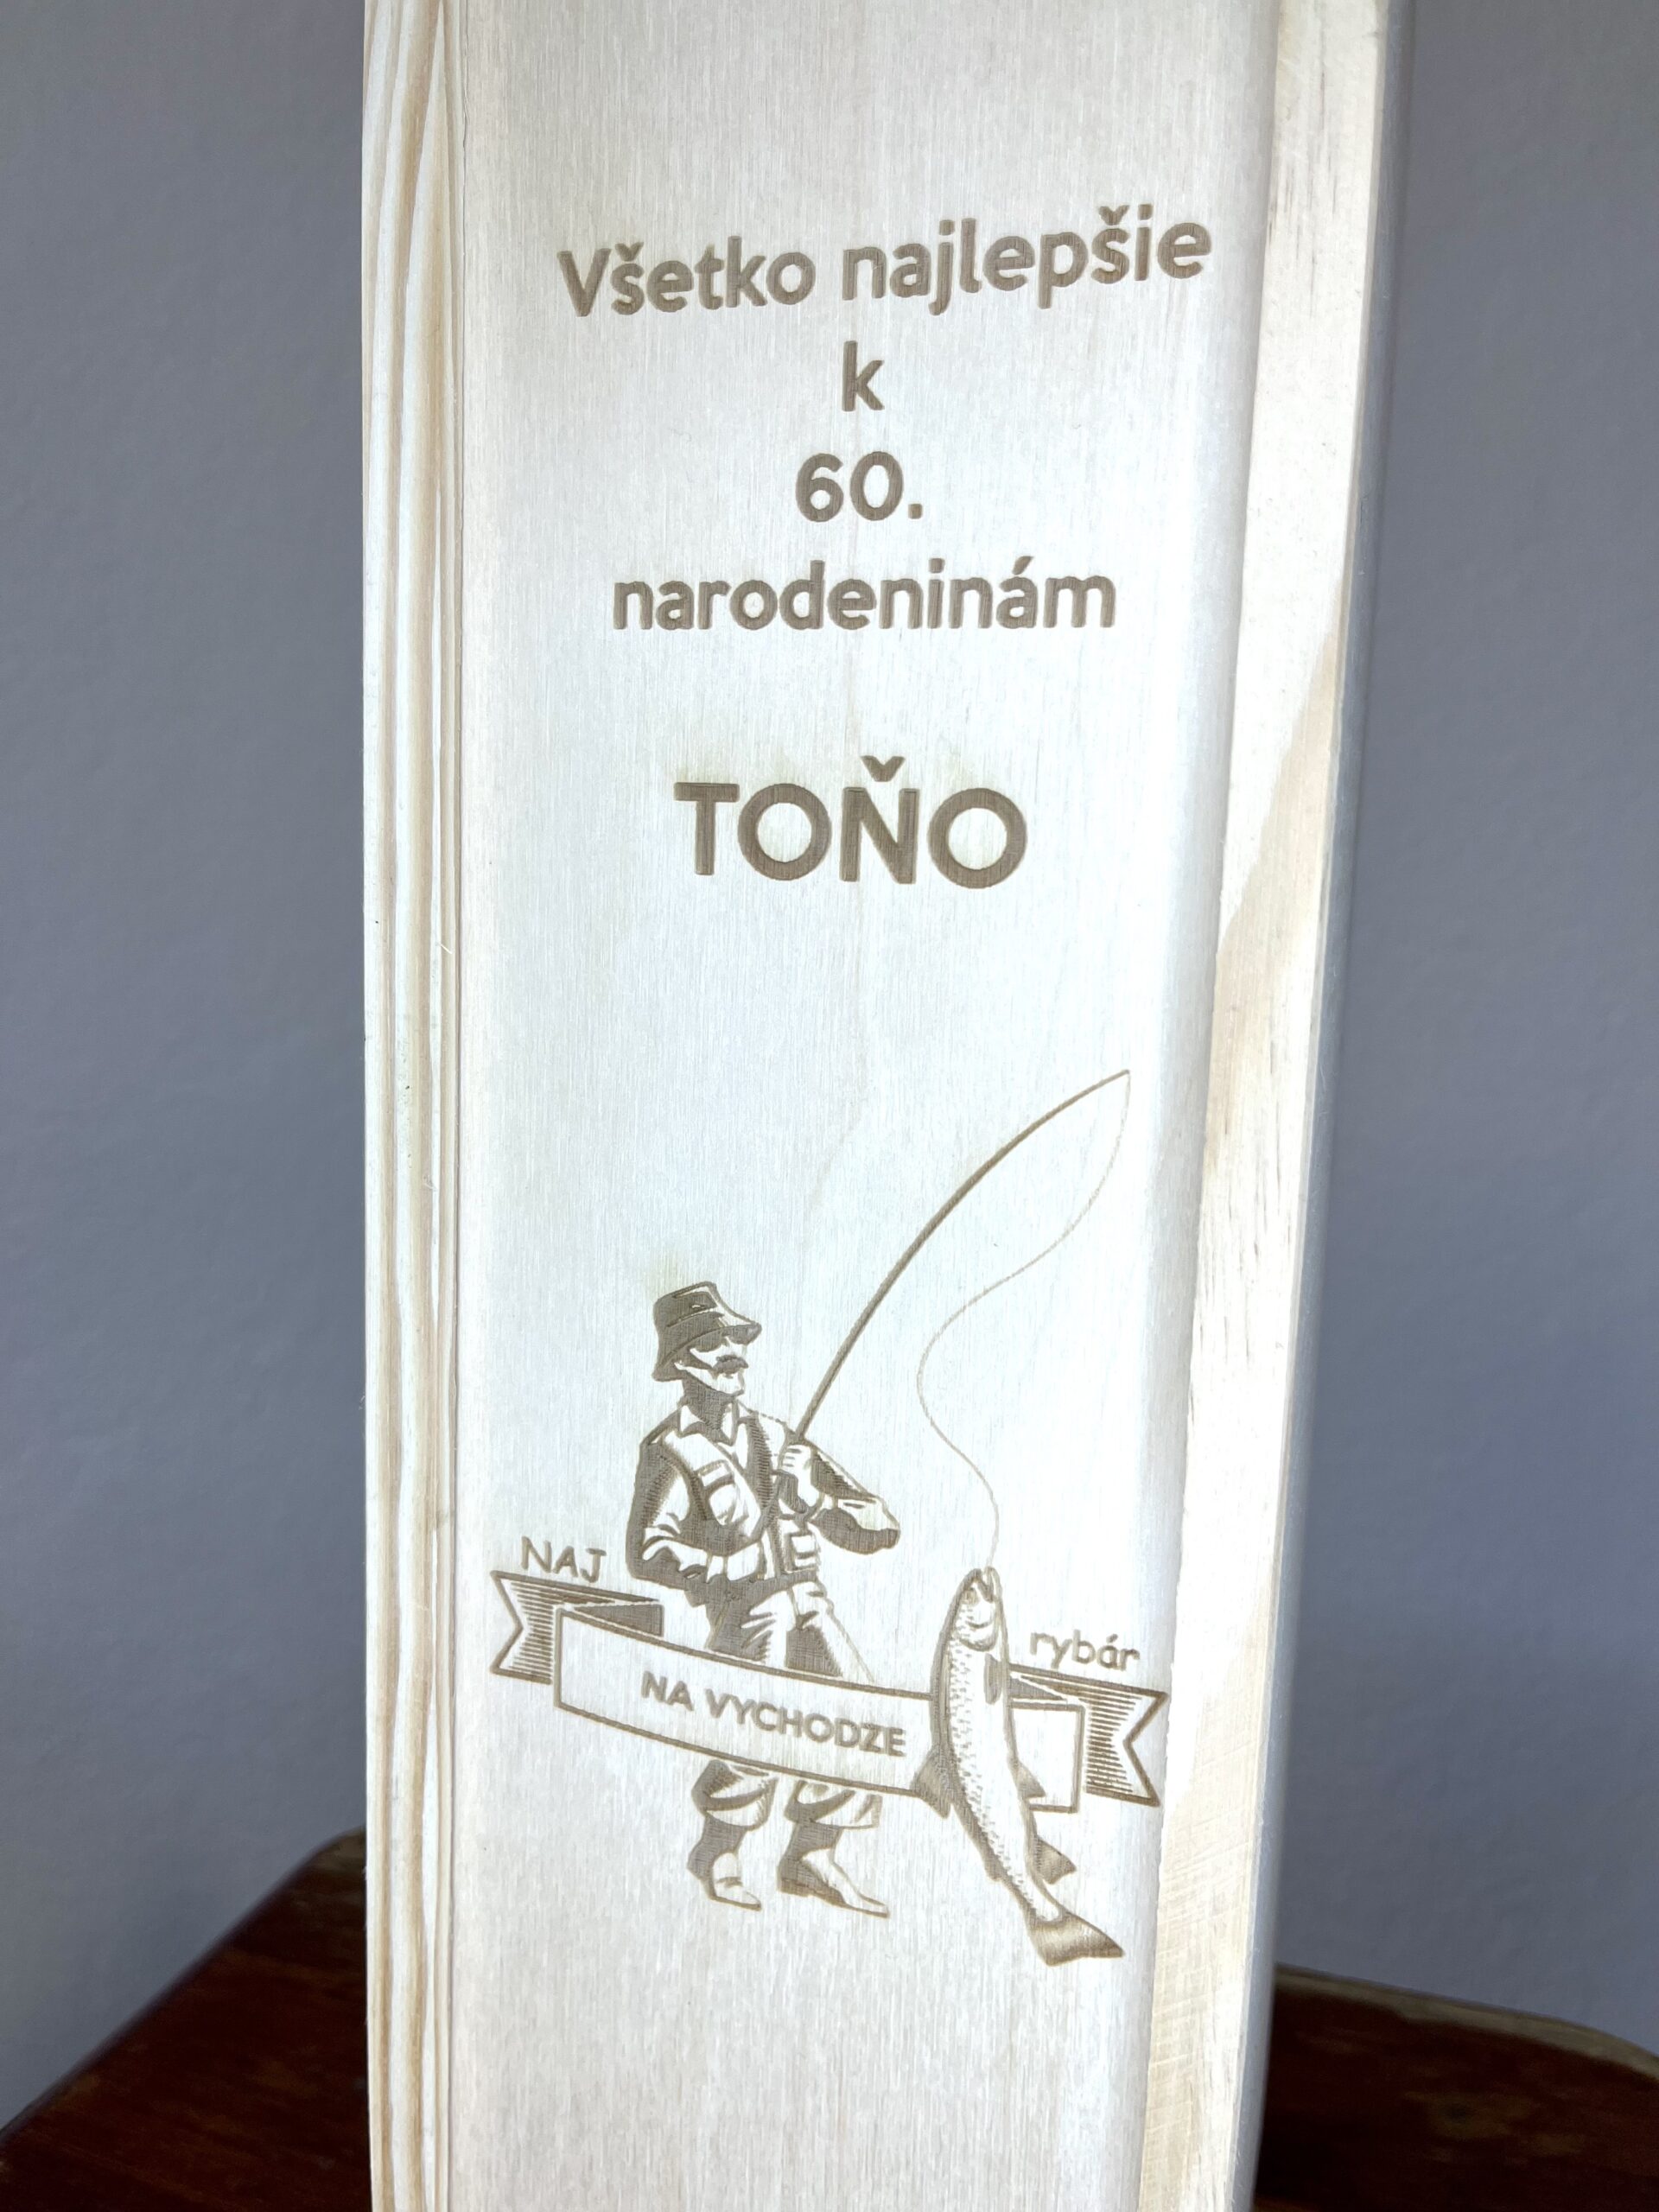 Všetko najlepšie
k
60.
narodeninám
TOŇO
NAJ
rybár
NA VYCHODZE